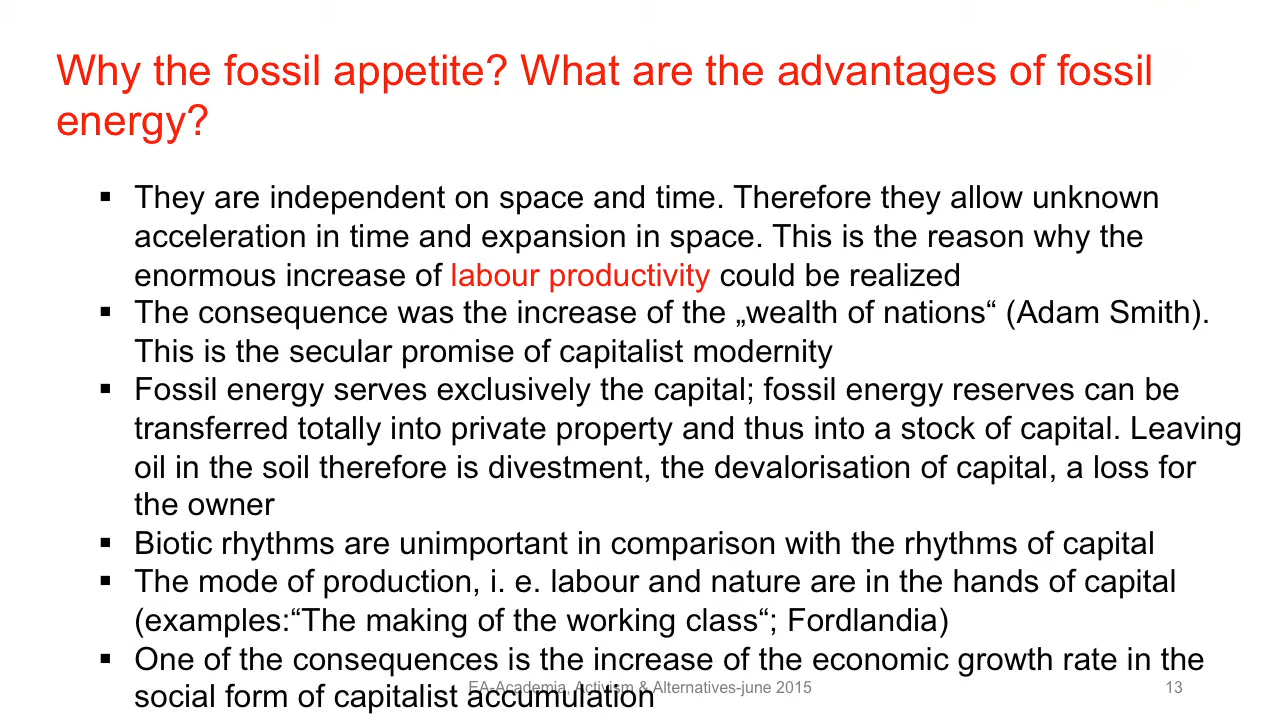 Why the fossil appetite? What are the advantages of fossil
energy?
▪ They are independent on space and time. Therefore they allow unknown
acceleration in time and expansion in space. This is the reason why the
enormous increase of labour productivity could be realized
▪ The consequence was the increase of the „wealth of nations“ (Adam Smith).
This is the secular promise of capitalist modernity
▪ Fossil energy serves exclusively the capital; fossil energy reserves can be
transferred totally into private property and thus into a stock of capital. Leaving
oil in the soil therefore is divestment, the devalorisation of capital, a loss for
the owner
▪ Biotic rhythms are unimportant in comparison with the rhythms of capital
▪ The mode of production, i. e. labour and nature are in the hands of capital
(examples:“The making of the working class“; Fordlandia)
▪ One of the consequences is the increase of the economic growth rate in the
social form of capitalist accumulation
EA-Academia, Activism & Alternatives-june 2015
13